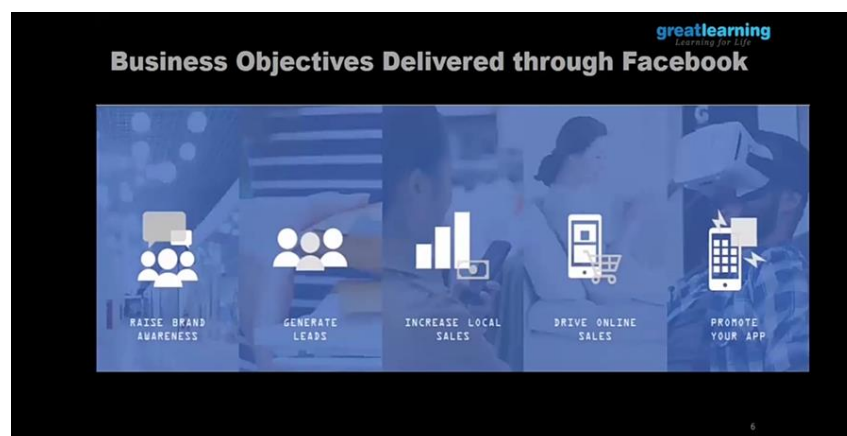 greatlearning
Learning for Life
Business Objectives Delivered through Facebook
G
RAISE BRAND
AWARENESS
GENERATE
LEADS
INCREASE LOCAL
SALES
DRIVE ONLINE
SALES
PROMOTE
YOUR APP
6